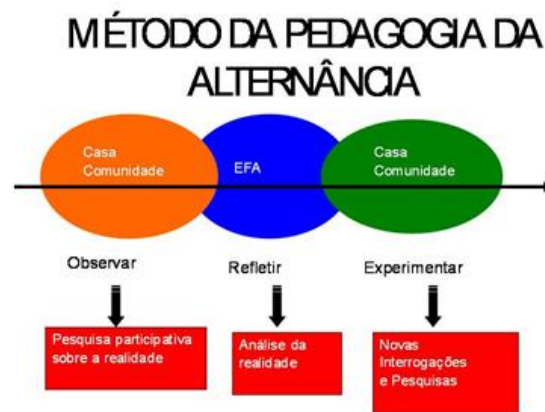 MÉTODO DA PEDAGOGIA DA
ALTERNÂNCIA
Casa
Comunidade
EFA
Casa
Comunidade
Observar
Refletir
Experimentar
Pesquisa participativa
sobre a realidade
Análise da
realidade
Novas
Interrogações
e Pesquisas